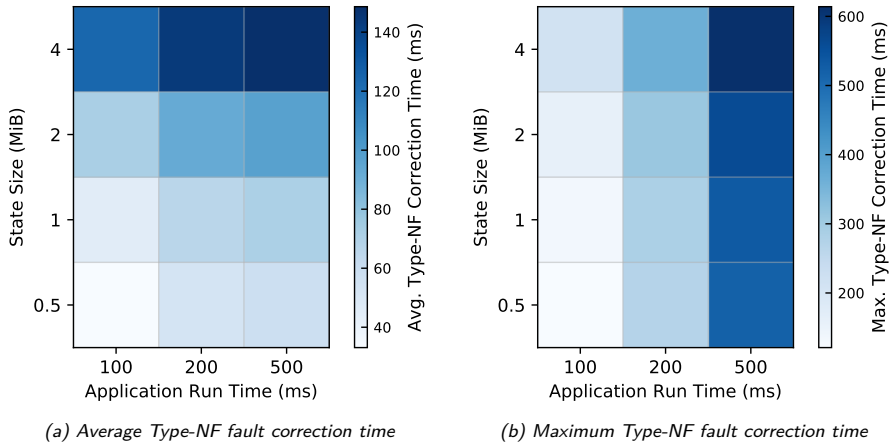 4
2
1
0.5
State Size (MiB)
100 200 500
Application Run Time (ms)
140
120
100
80
60
40
Avg. Type-NF Correction Time (ms)
(a) Average Type-NF fault correction time
4
2
1
0.5
State Size (MiB)
100 200 500
Application Run Time (ms)
600
500
400
300
200
Max. Type-NF Correction Time (ms)
(b) Maximum Type-NF fault correction time